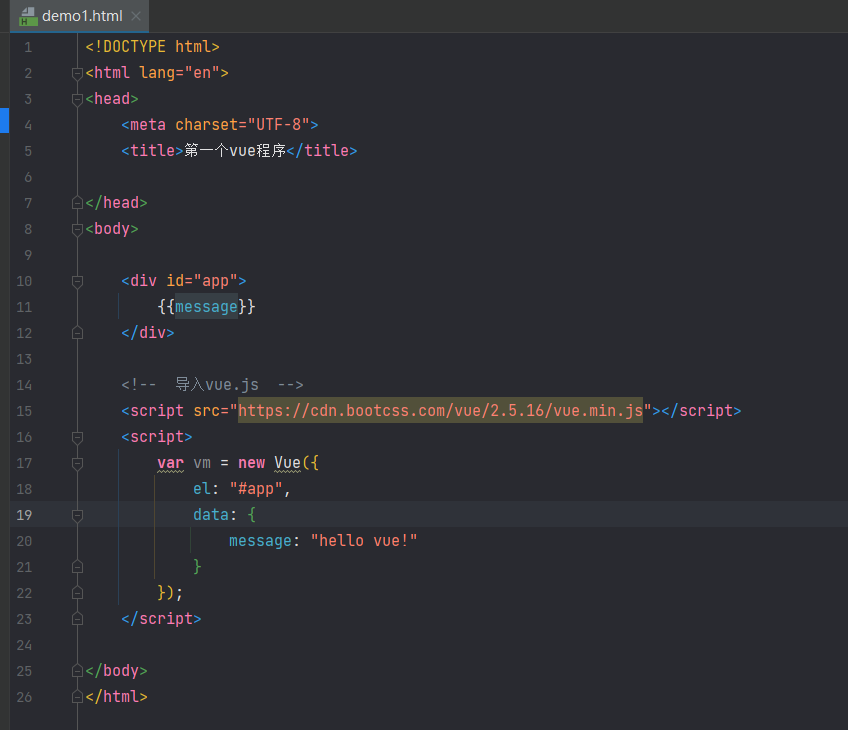 demo1.html
1 <!DOCTYPE html>
2 <html lang="en">
3 <head>
4     <meta charset="UTF-8">
5     <title>第一个vue程序</title>
6
7 </head>
8 <body>
9
10     <div id="app">
11         {{message}}
12     </div>
13
14     <!--  导入vue.js  -->
15     <script src="https://cdn.bootcss.com/vue/2.5.16/vue.min.js"></script>
16     <script>
17         var vm = new Vue({
18             el: "#app",
19             data: {
20                 message: "hello vue!"
21             }
22         });
23     </script>
24
25 </body>
26 </html>